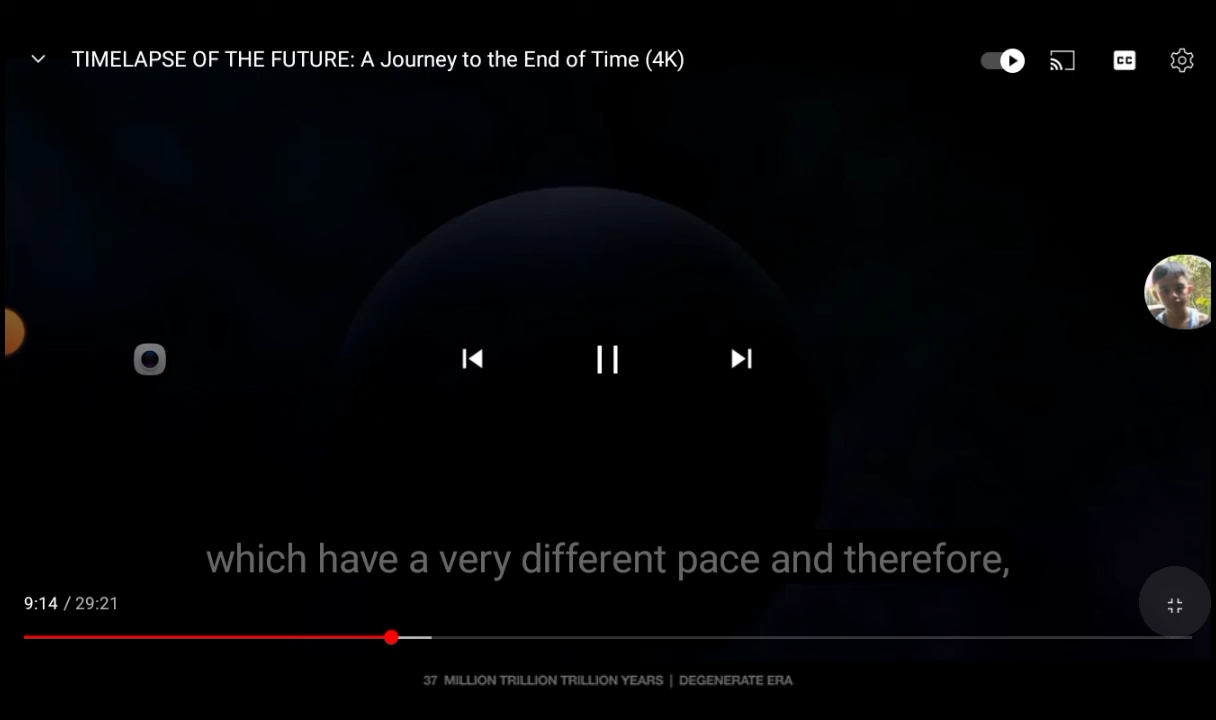 TIMELAPSE OF THE FUTURE: A Journey to the End of Time (4K)
CC
which have a very different pace and therefore,
9:14 / 29:21
37 MILLION TRILLION TRILLION YEARS | DEGENERATE ERA